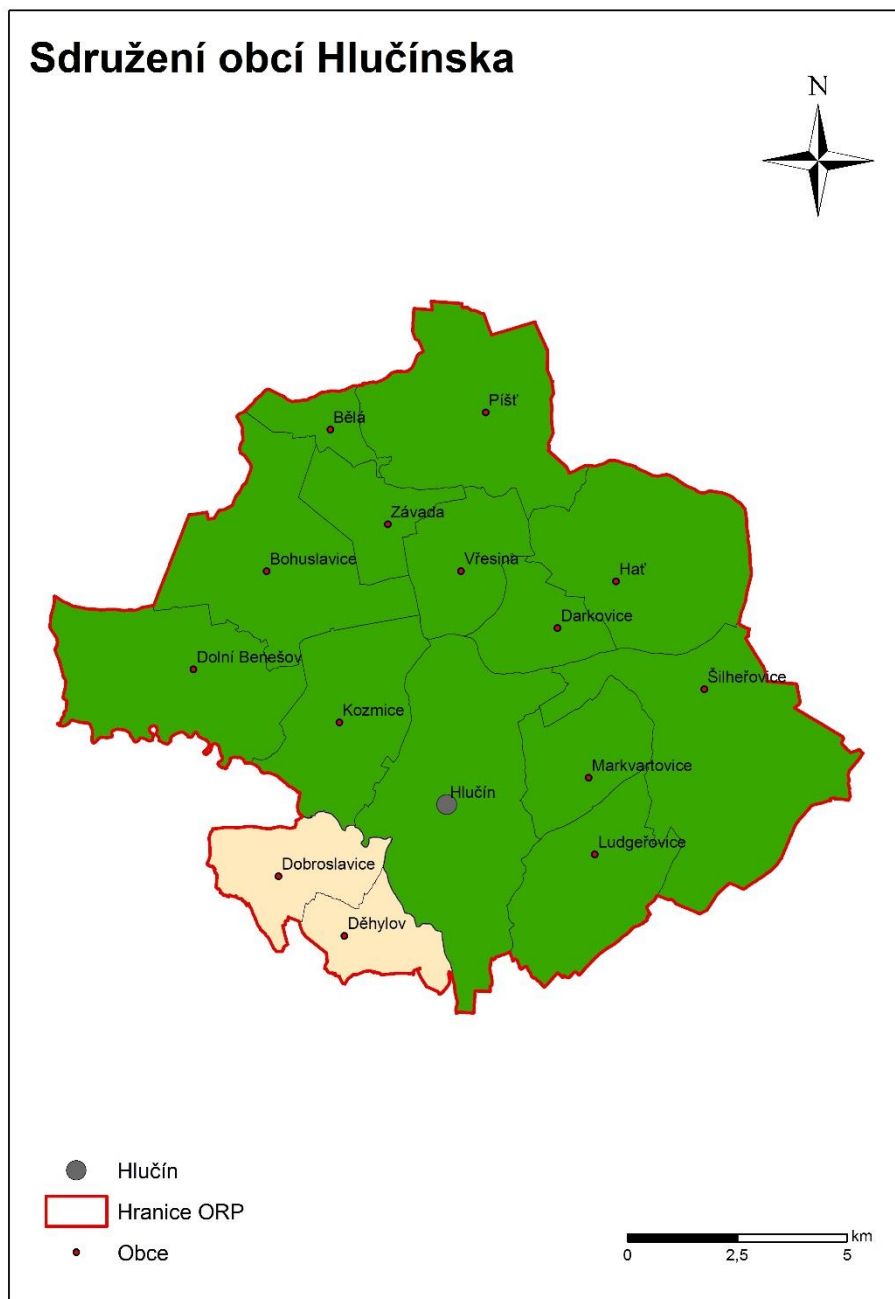 Sdružení obcí Hlučínska
N
Píšť
Bělá
Závada
Bohuslavice
Vřesina
Hať
Darkovice
Dolní Benešov
Šilheřovice
Kozmice
Markvartovice
Hlučín
Ludgeřovice
Dobroslavice
Děhylov
Hlučín
Hranice ORP
Obce
km
0 2,5 5